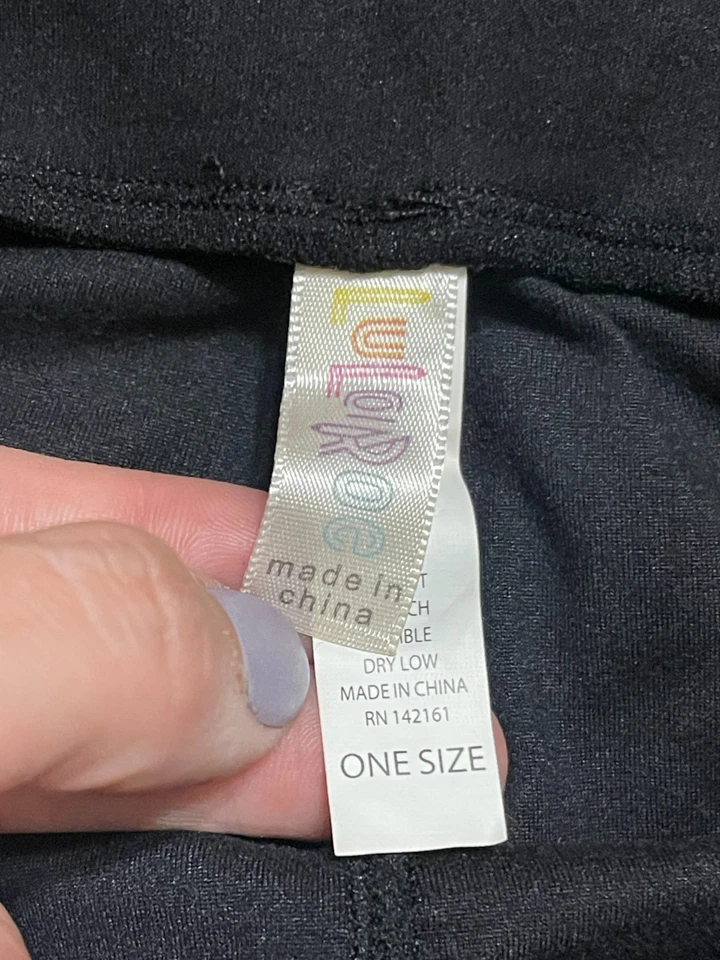 LuLaRoe
made in
china
DRY LOW
MADE IN CHINA
RN 142161
ONE SIZE